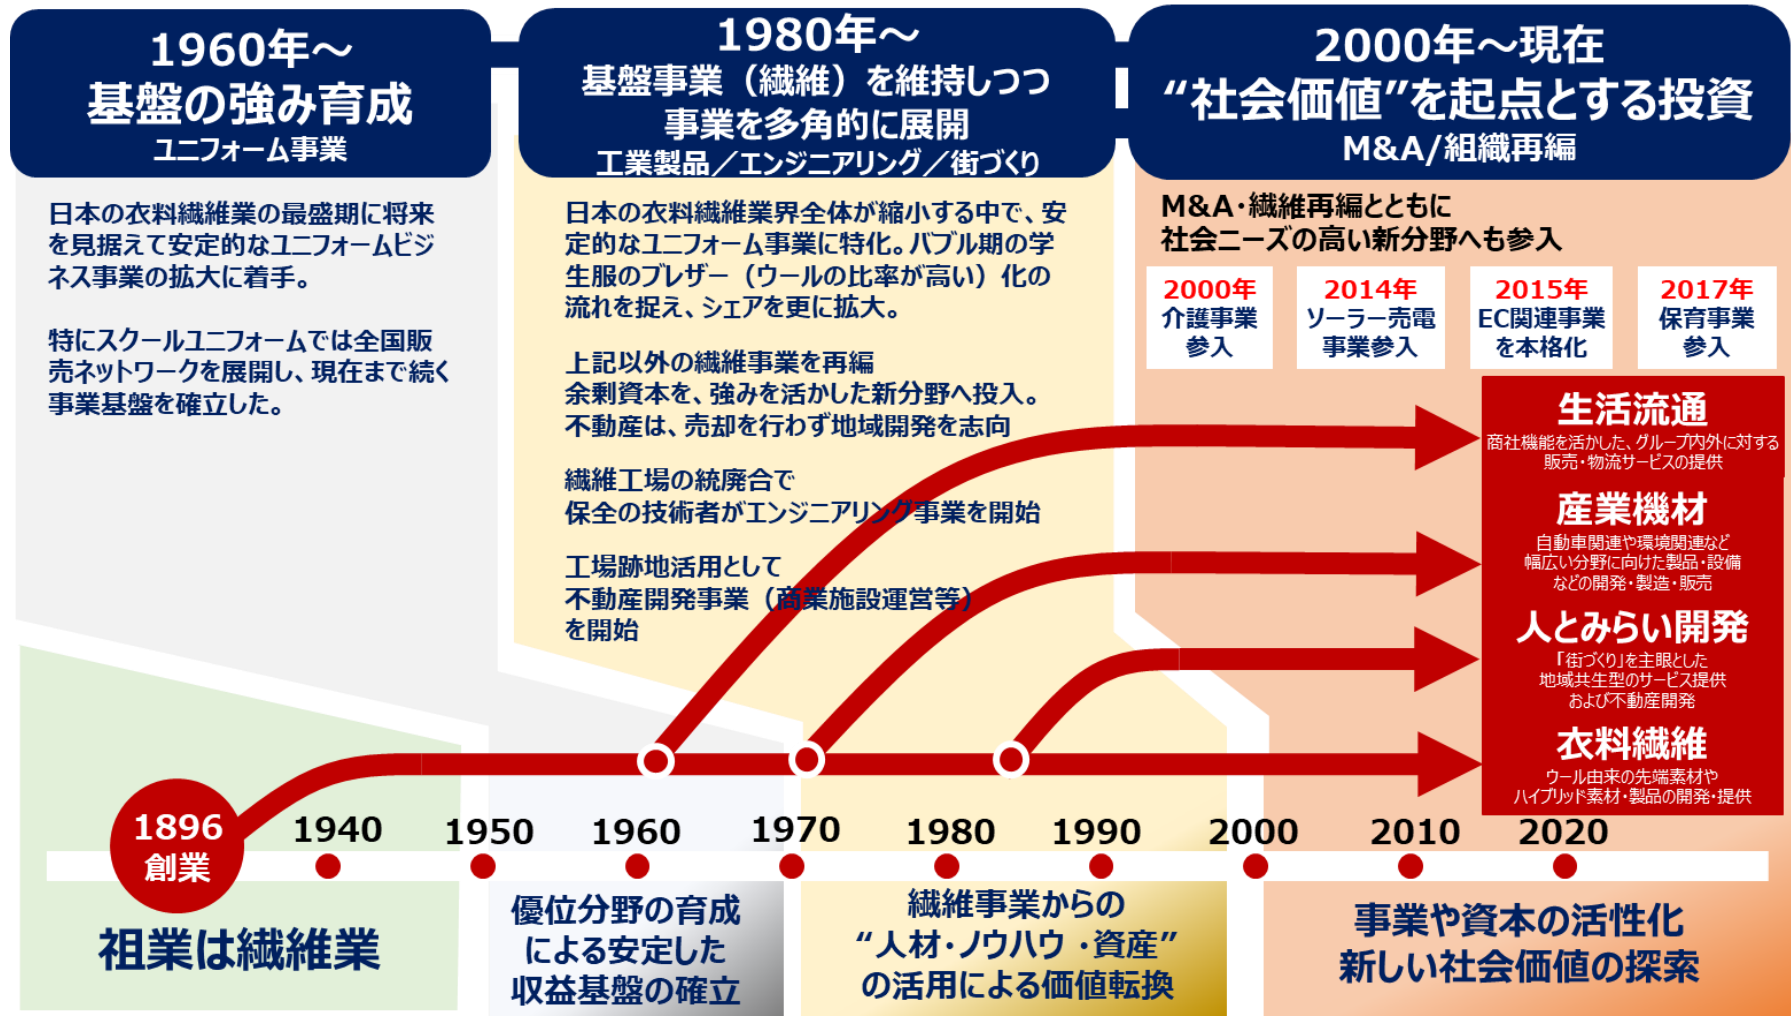 1960年～
基盤の強み育成
ユニフォーム事業
日本の衣料繊維業の最盛期に将来
を見据えて安定的なユニフォームビジ
ネス事業の拡大に着手。
特にスクールユニフォームでは全国販
売ネットワークを展開し、現在まで続く
事業基盤を確立した。
1980年～
基盤事業（繊維）を維持しつつ
事業を多角的に展開
工業製品／エンジニアリング／街づくり
日本の衣料繊維業界全体が縮小する中で、安
定的なユニフォーム事業に特化。バブル期の学
生服のブレザー（ウールの比率が高い）化の
流れを捉え、シェアを更に拡大。
上記以外の繊維事業を再編
余剰資本を、強みを活かした新分野へ投入。
不動産は、売却を行わず地域開発を志向
繊維工場の統廃合で
保全の技術者がエンジニアリング事業を開始
工場跡地活用として
不動産開発事業（商業施設運営等）
を開始
2000年～現在
“社会価値”を起点とする投資
M&A/組織再編
M&A・繊維再編とともに
社会ニーズの高い新分野へも参入
2000年
介護事業
参入
2014年
ソーラー売電
事業参入
2015年
EC関連事業
を本格化
2017年
保育事業
参入
生活流通
商社機能を活かした、グループ内外に対する
販売・物流サービスの提供
産業機材
自動車関連や環境関連など
幅広い分野に向けた製品・設備
などの開発・製造・販売
人とみらい開発
「街づくり」を主眼とした
地域共生型のサービス提供
および不動産開発
衣料繊維
ウール由来の先端素材や
ハイブリッド素材・製品の開発・提供
1896
創業
1940
1950
1960
1970
1980
1990
2000
2010
2020
祖業は繊維業
優位分野の育成
による安定した
収益基盤の確立
繊維事業からの
“人材・ノウハウ ・資産”
の活用による価値転換
事業や資本の活性化
新しい社会価値の探索